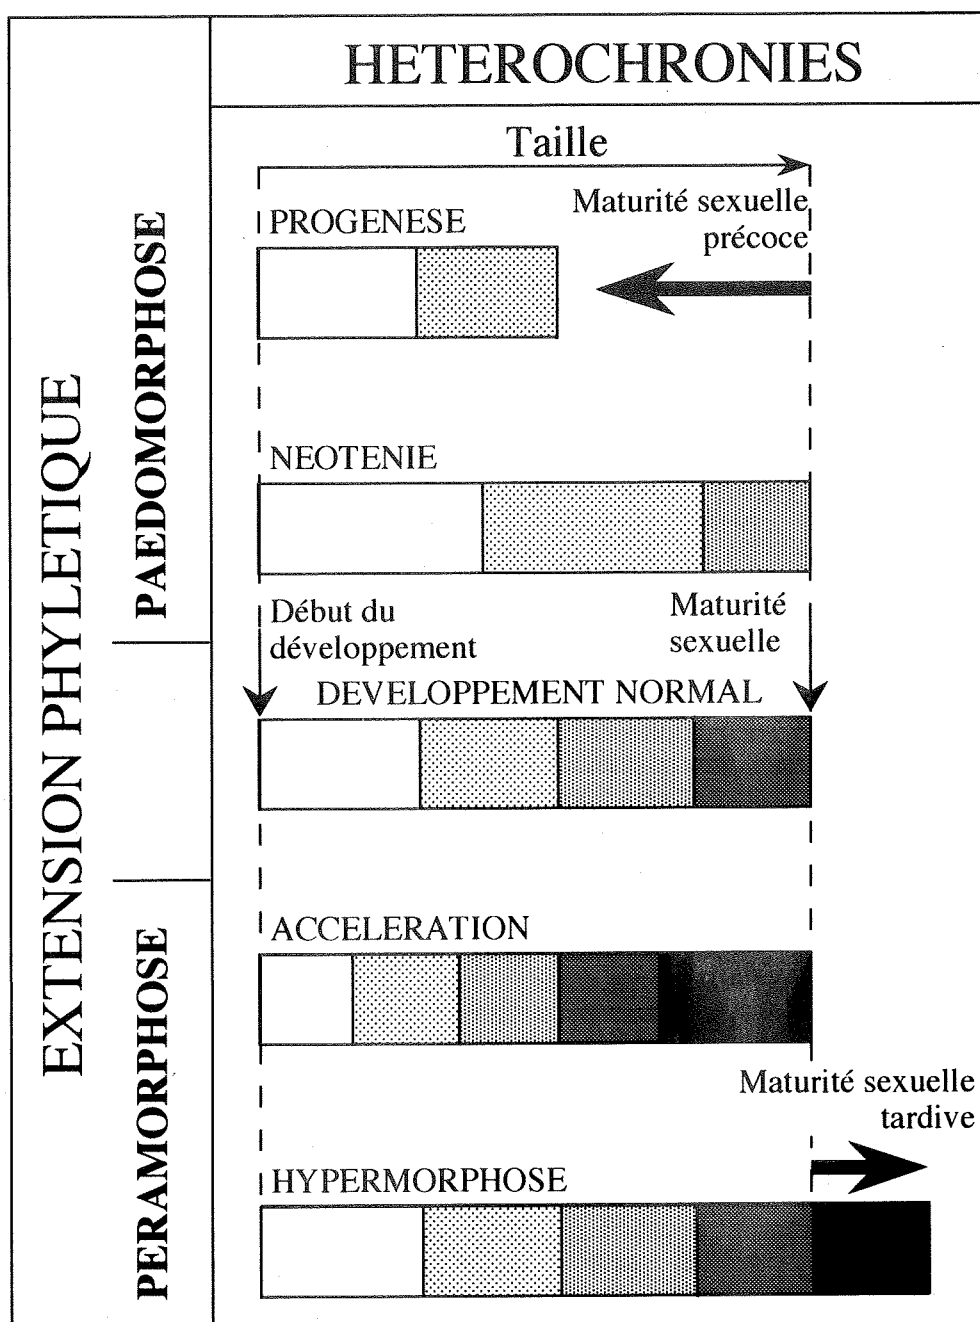 HETEROCHRONIES
EXTENSION PHYLETIQUE
PAEDOMORPHOSE
Taille
Maturité sexuelle
précoce
PROGENESE
NEOTENIE
Début du
développement
Maturité
sexuelle
DEVELOPPEMENT NORMAL
PERAMORPHOSE
ACCELERATION
Maturité sexuelle
tardive
HYPERMORPHOSE